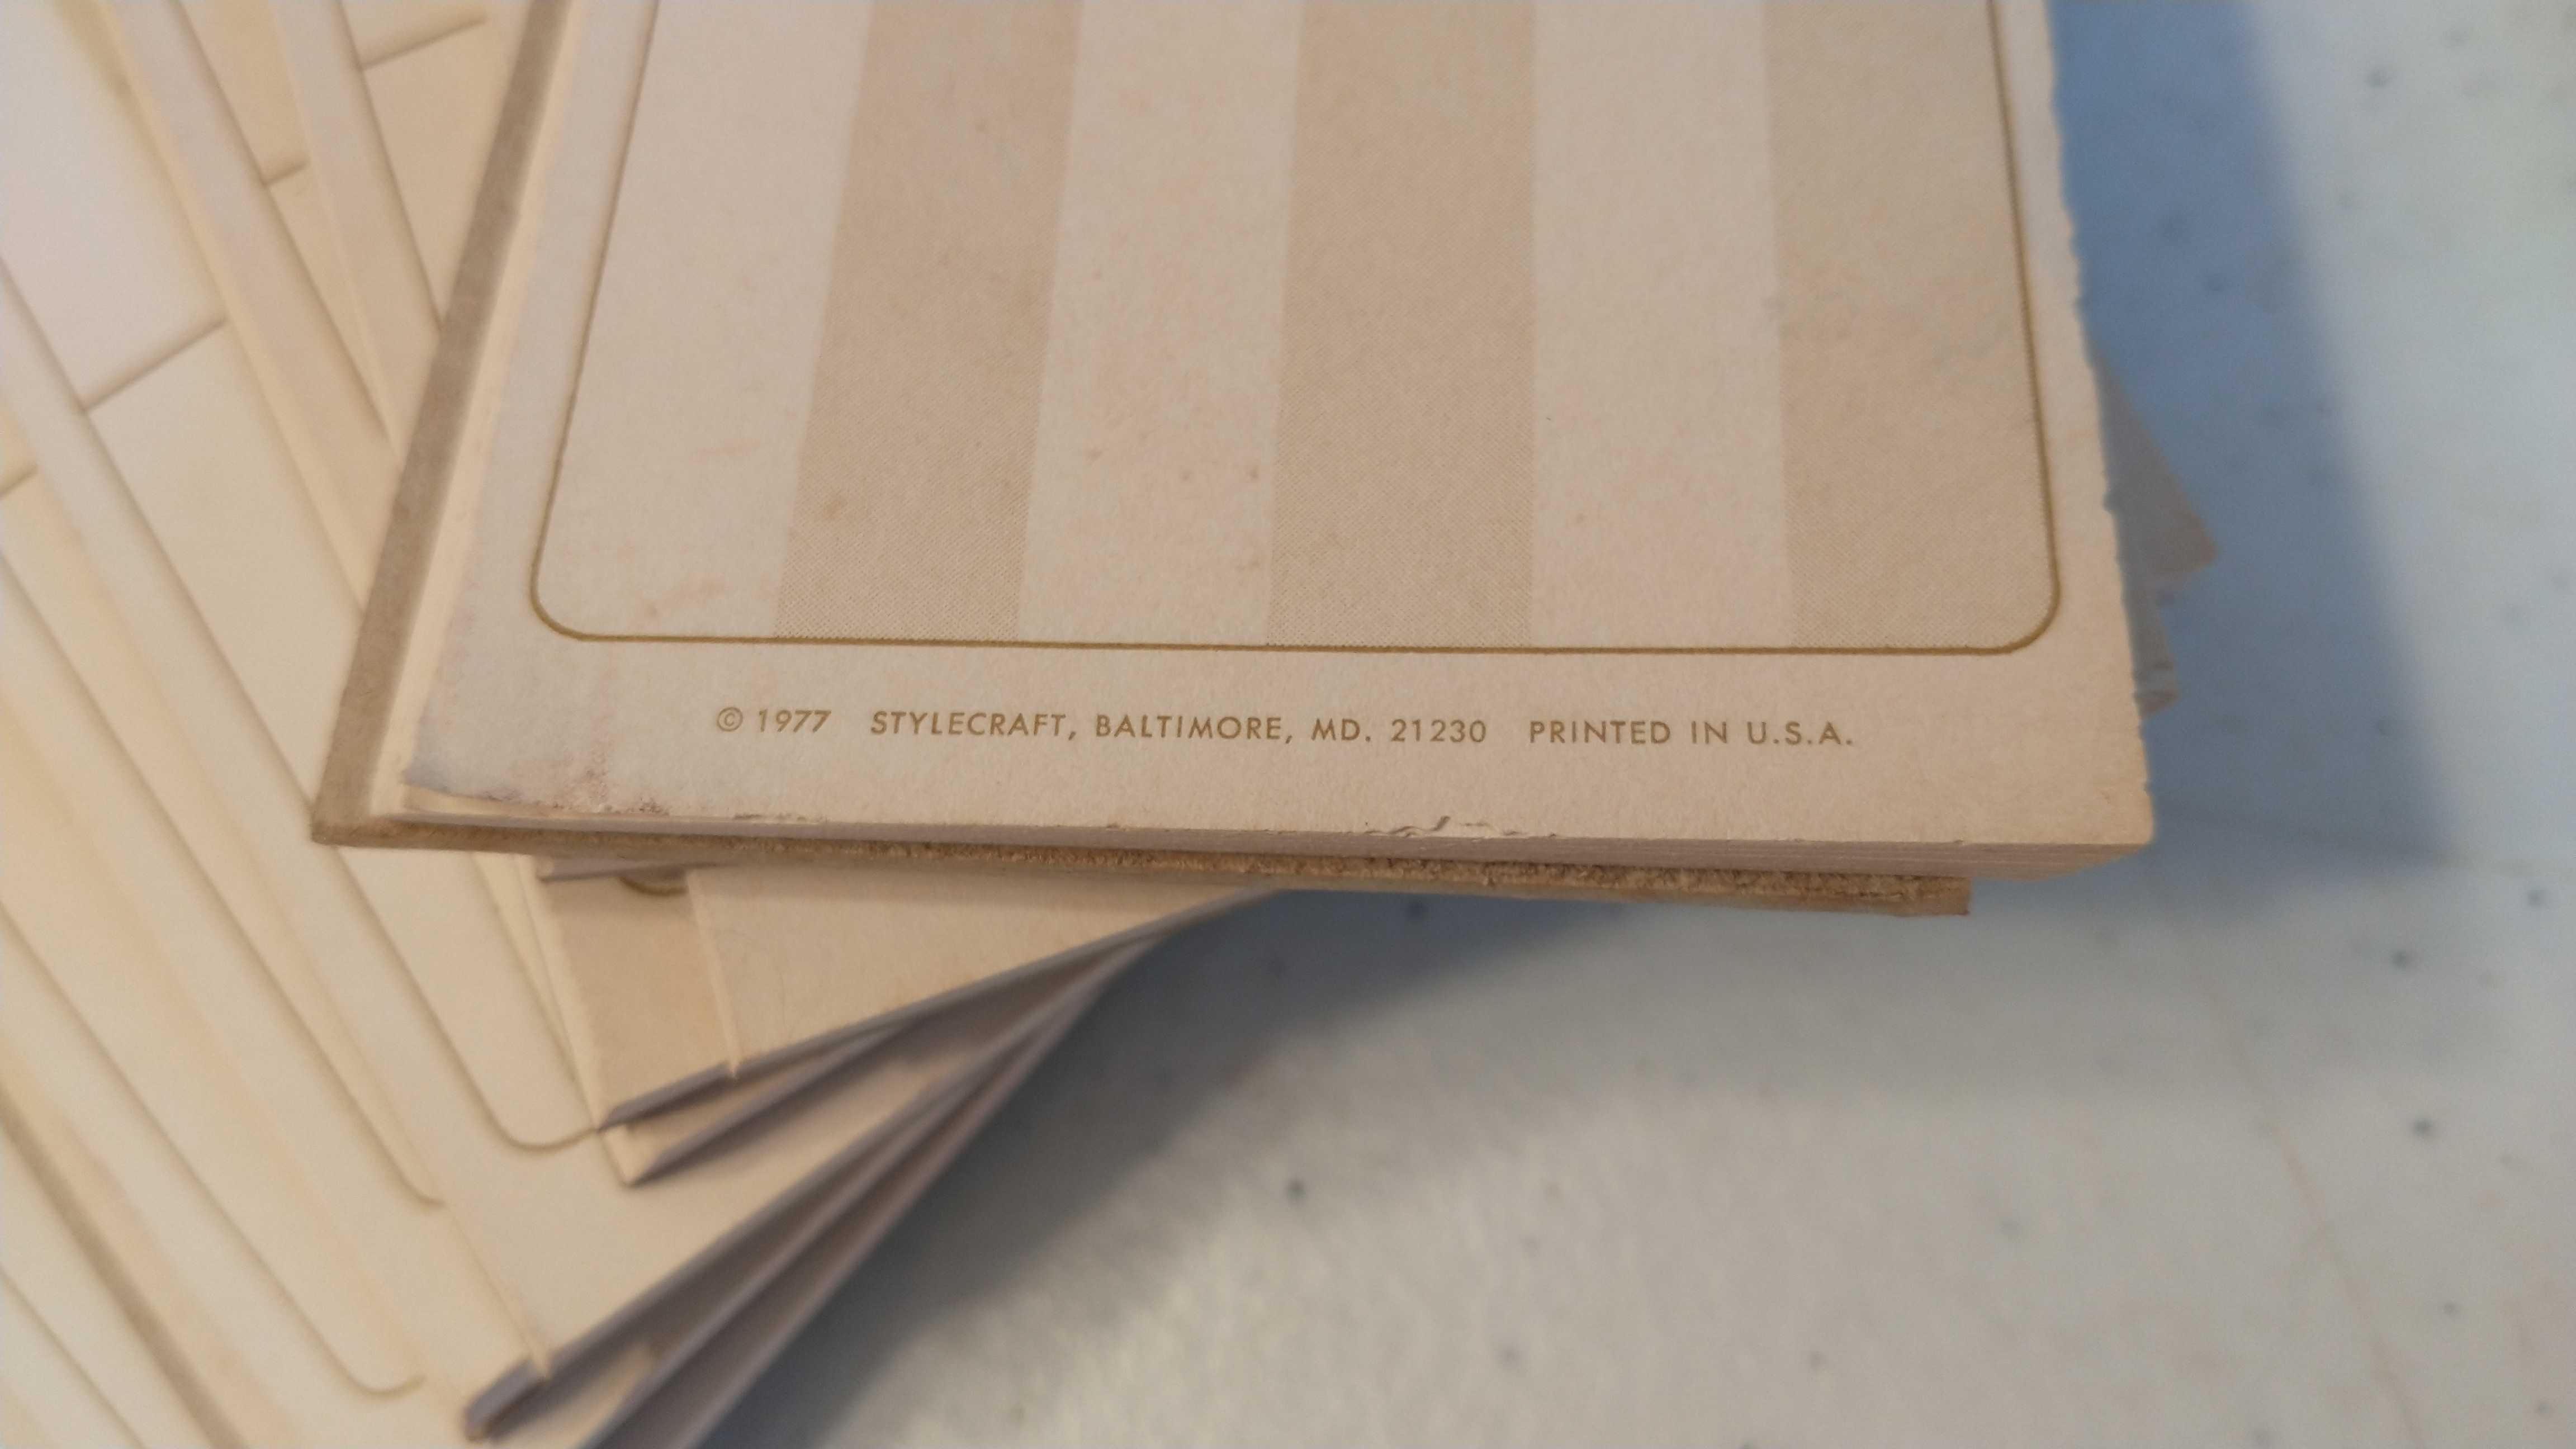 © 1977 STYLECRAFT, BALTIMORE, MD. 21230 PRINTED IN U.S.A.